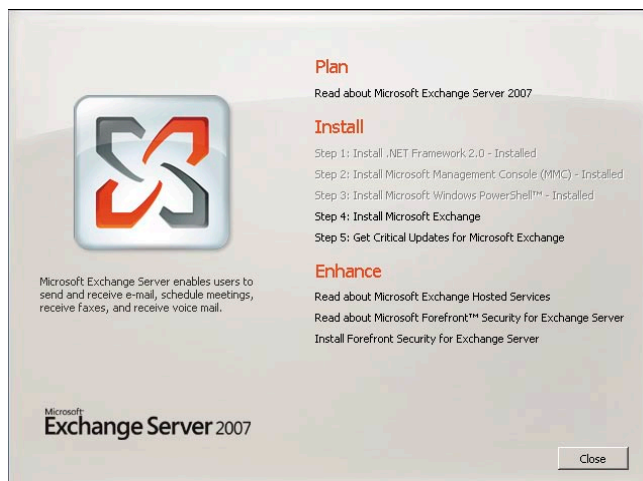 Plan
Read about Microsoft Exchange Server 2007
Install
Step 1: Install .NET Framework 2.0 - Installed
Step 2: Install Microsoft Management Console (MMC) - Installed
Step 3: Install Microsoft Windows PowerShell™ - Installed
Step 4: Install Microsoft Exchange
Step 5: Get Critical Updates for Microsoft Exchange
Enhance
Read about Microsoft Exchange Hosted Services
Read about Microsoft Forefront™ Security for Exchange Server
Install Forefront Security for Exchange Server
Microsoft Exchange Server enables users to
send and receive e-mail, schedule meetings,
receive faxes, and receive voice mail.
Microsoft
Exchange Server 2007
Close